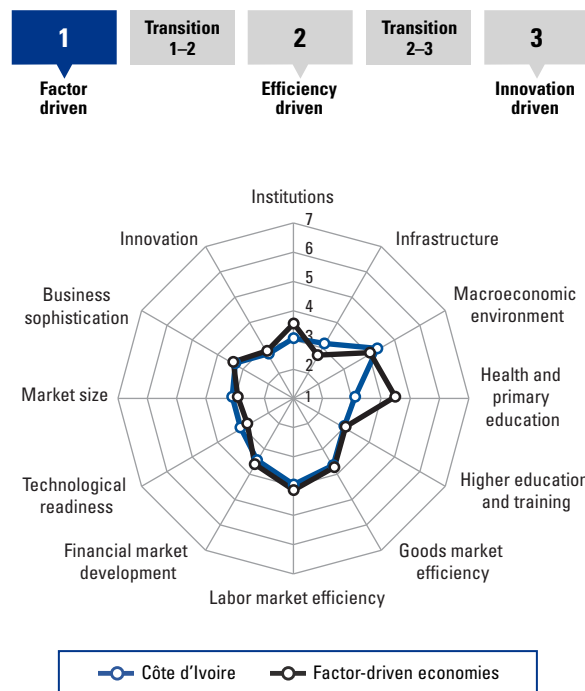 1
Transition
1–2
2
Transition
2–3
3
Factor
driven
Efficiency
driven
Innovation
driven
Institutions
7
6
5
4
3
2
1
Infrastructure
Macroeconomic
environment
Health and
primary
education
Higher education
and training
Goods market
efficiency
Labor market efficiency
Financial market
development
Technological
readiness
Market size
Business
sophistication
Innovation
Côte d’Ivoire
Factor-driven economies